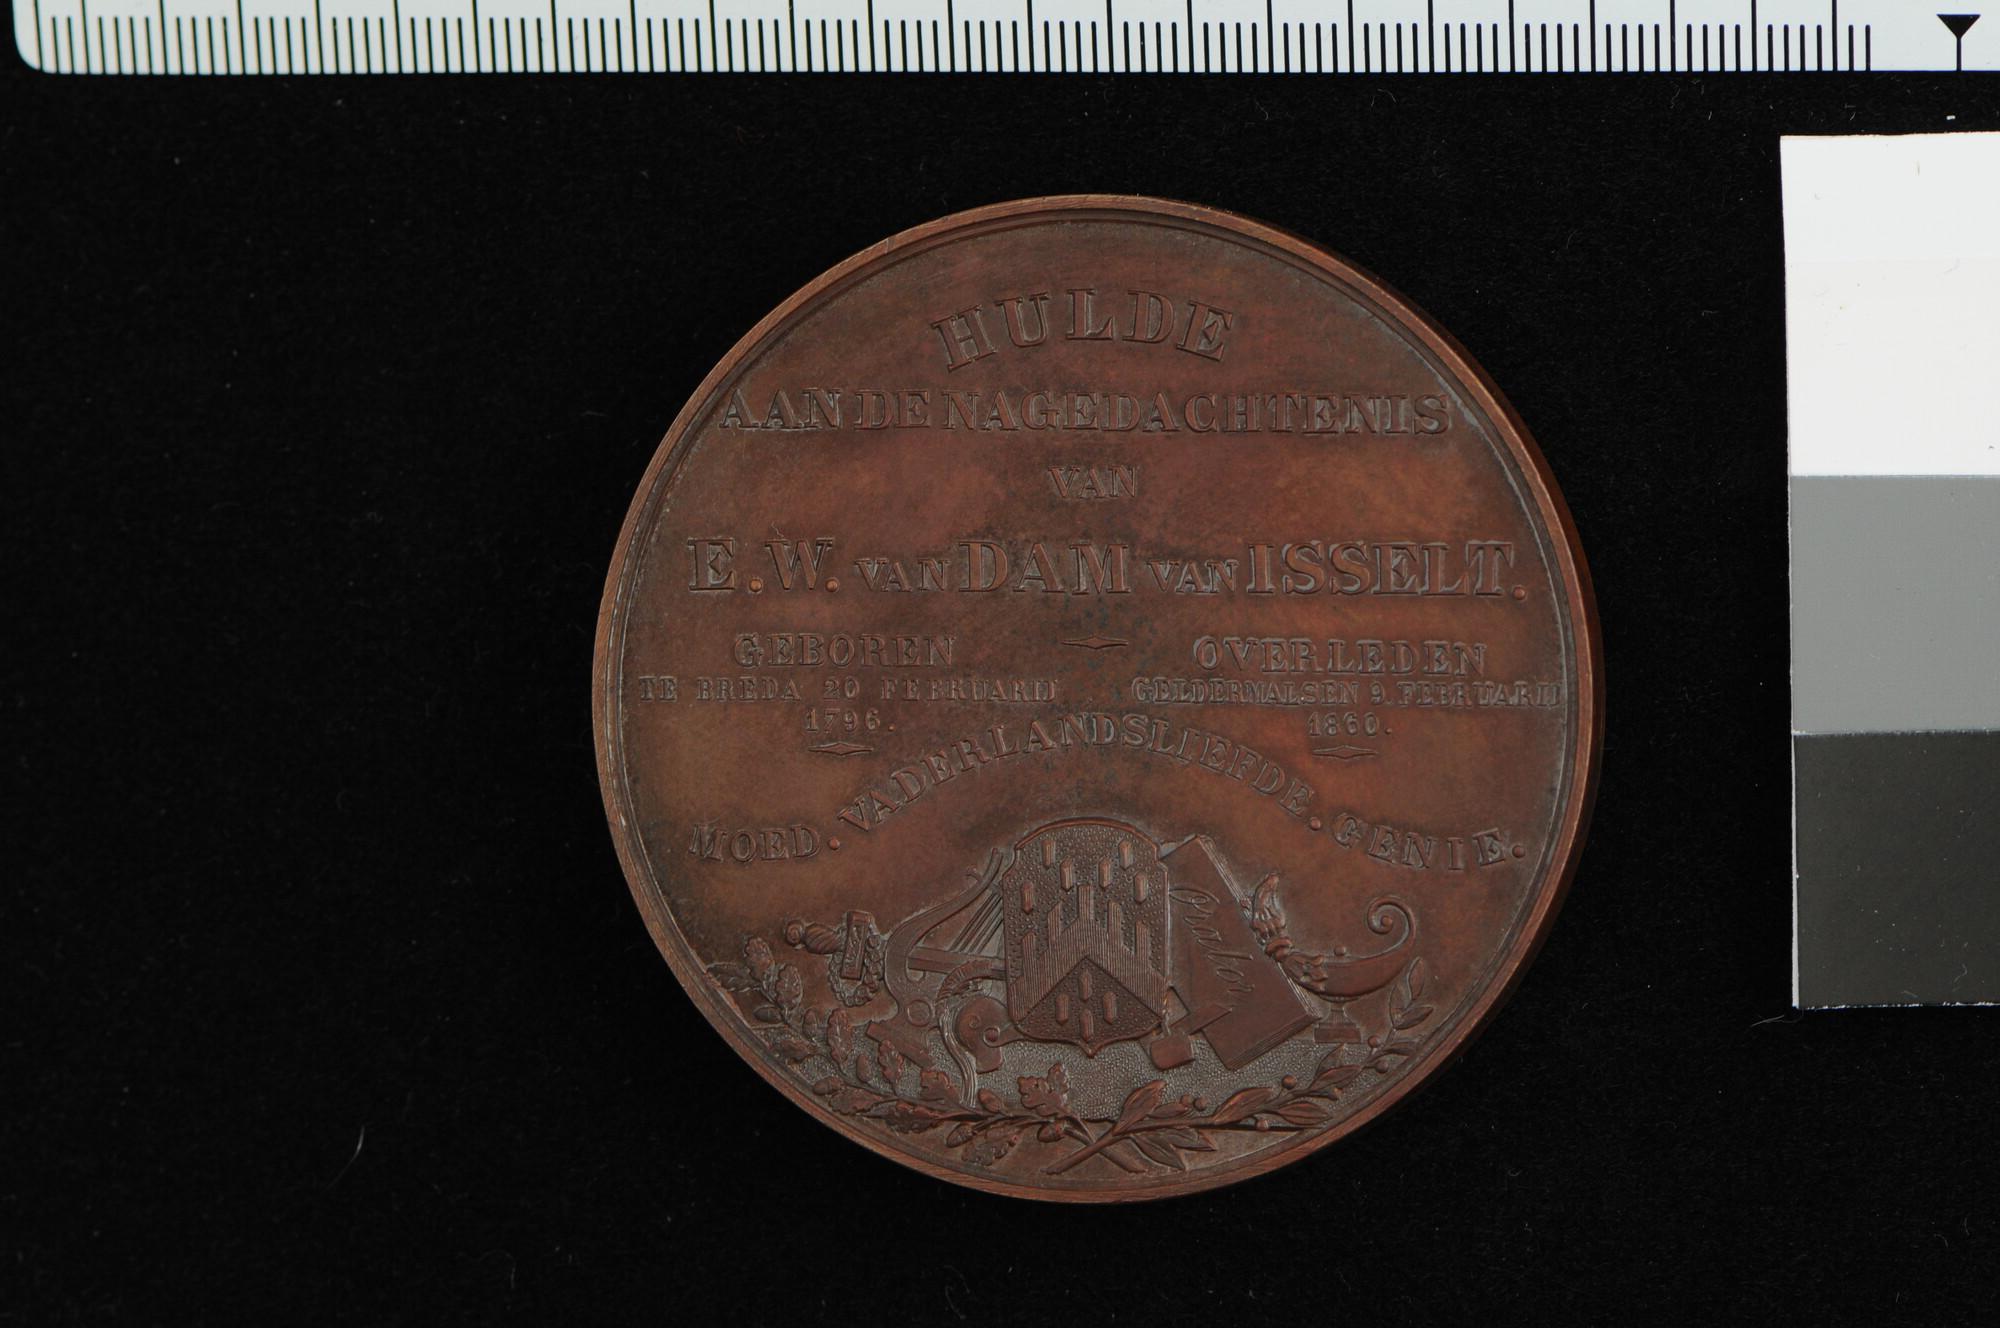 HULDE
AAN DE NAGEDACHTENIS
VAN
E.W. VAN DAM VAN ISSELT.
GEBOREN
TE BREDA 20 FEBRUARIJ
1796.
OVERLEDEN
GELDERMALSEN 9. FEBRUARIJ
1860.
MOED. VADERLANDSLIEFDE. GENIE.